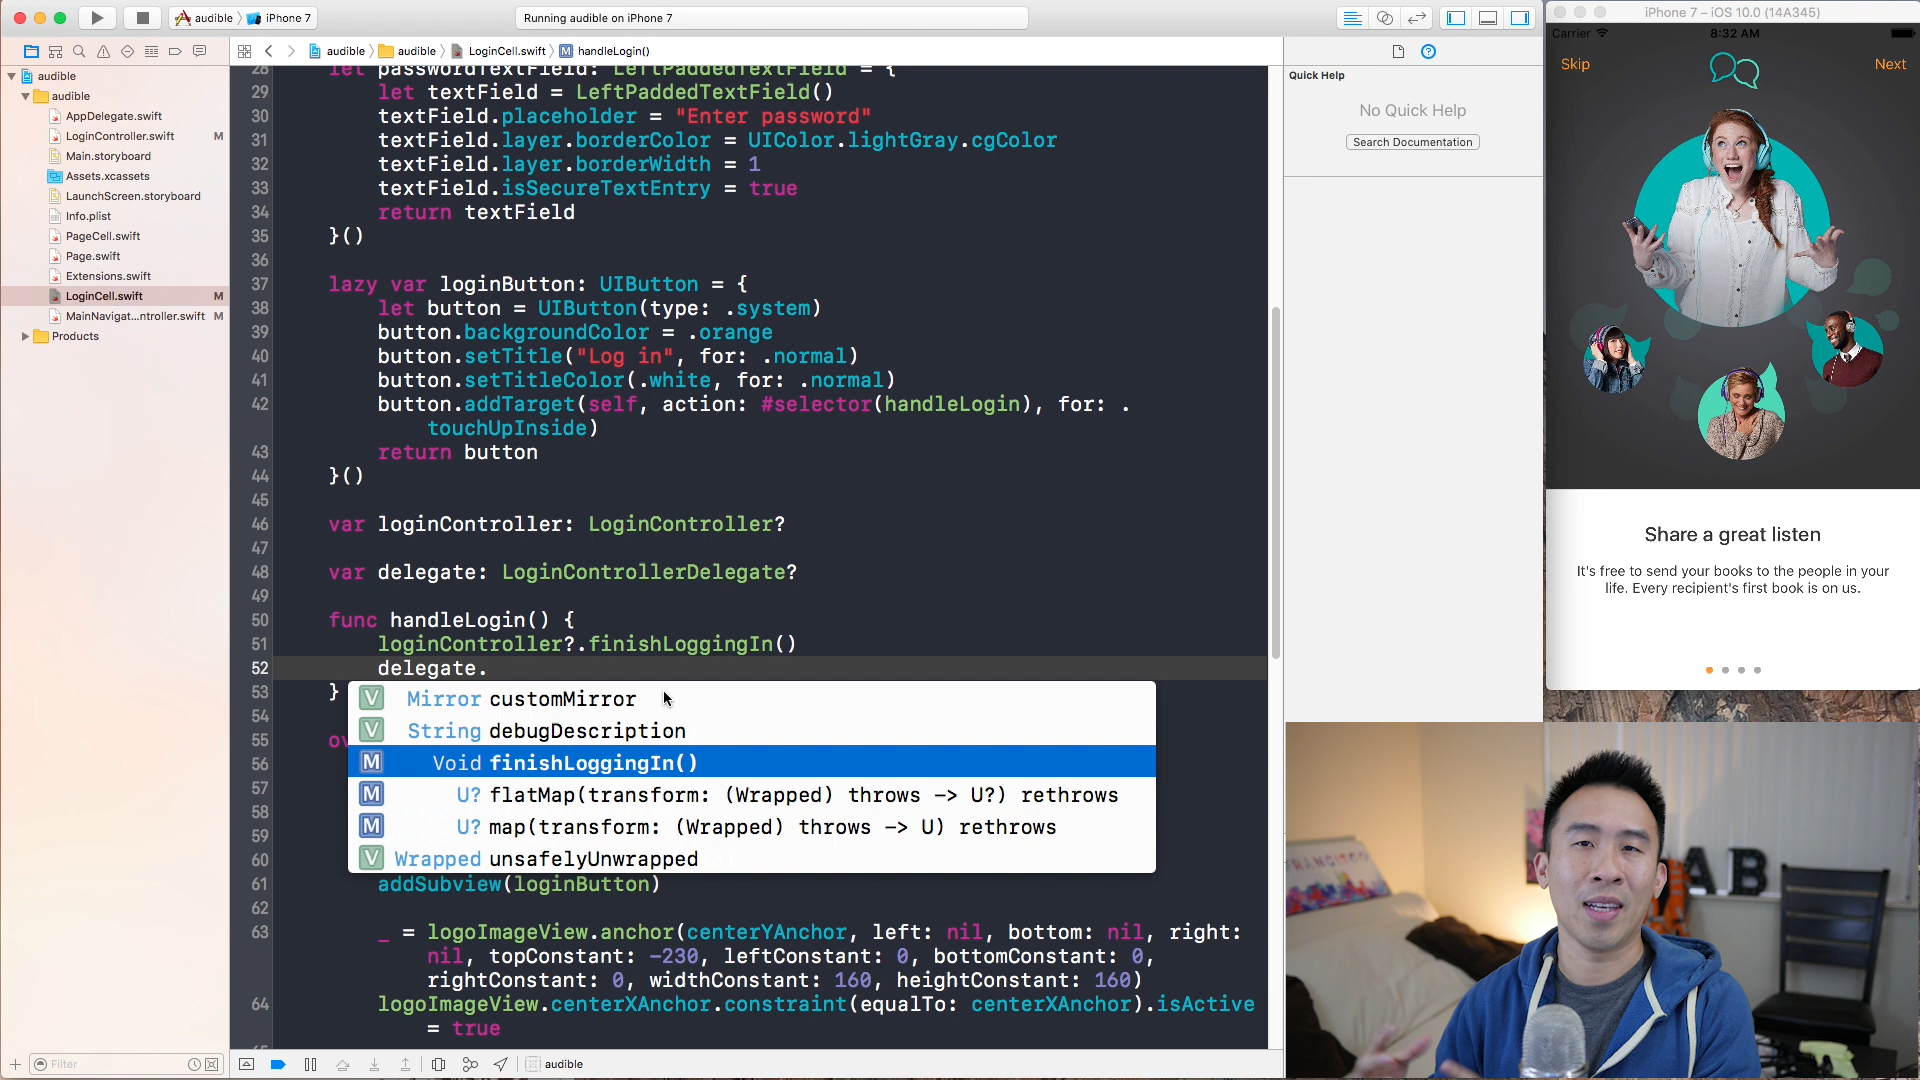 audible
iPhone 7
Running audible on iPhone 7
audible
audible
LoginCell.swift
M
handleLogin()
audible
audible
AppDelegate.swift
LoginController.swift M
Main.storyboard
Assets.xcassets
LaunchScreen.storyboard
Info.plist
PageCell.swift
Page.swift
Extensions.swift
LoginCell.swift M
MainNavigat...ntroller.swift M
Products
Filter
28 let passwordTextField: LeftPaddedTextField = {
29 let textField = LeftPaddedTextField()
30 textField.placeholder = "Enter password"
31 textField.layer.borderColor = UIColor.lightGray.cgColor
32 textField.layer.borderWidth = 1
33 textField.isSecureTextEntry = true
34 return textField
35 }()
36
37 lazy var loginButton: UIButton = {
38 let button = UIButton(type: .system)
39 button.backgroundColor = .orange
40 button.setTitle("Log in", for: .normal)
41 button.setTitleColor(.white, for: .normal)
42 button.addTarget(self, action: #selector(handleLogin), for: .
touchUpInside)
43 return button
44 }()
45
46 var loginController: LoginController?
47
48 var delegate: LoginControllerDelegate?
49
50 func handleLogin() {
51 loginController?.finishLoggingIn()
52 delegate.
53 }
54
55 ov
56
57
58
59
60
V Mirror customMirror
V String debugDescription
M Void finishLoggingIn()
M U? flatMap(transform: (Wrapped) throws -> U?) rethrows
M U? map(transform: (Wrapped) throws -> U) rethrows
V Wrapped unsafelyUnwrapped
61 addSubview(loginButton)
62
63 _ = logoImageView.anchor(centerYAnchor, left: nil, bottom: nil, right:
nil, topConstant: -230, leftConstant: 0, bottomConstant: 0,
rightConstant: 0, widthConstant: 160, heightConstant: 160)
64 logoImageView.centerXAnchor.constraint(equalTo: centerXAnchor).isActive
= true
audible
Quick Help
No Quick Help
Search Documentation
iPhone 7 – iOS 10.0 (14A345)
Carrier 8:32 AM
Skip
Next
Share a great listen
It's free to send your books to the people in your
life. Every recipient's first book is on us.
AB